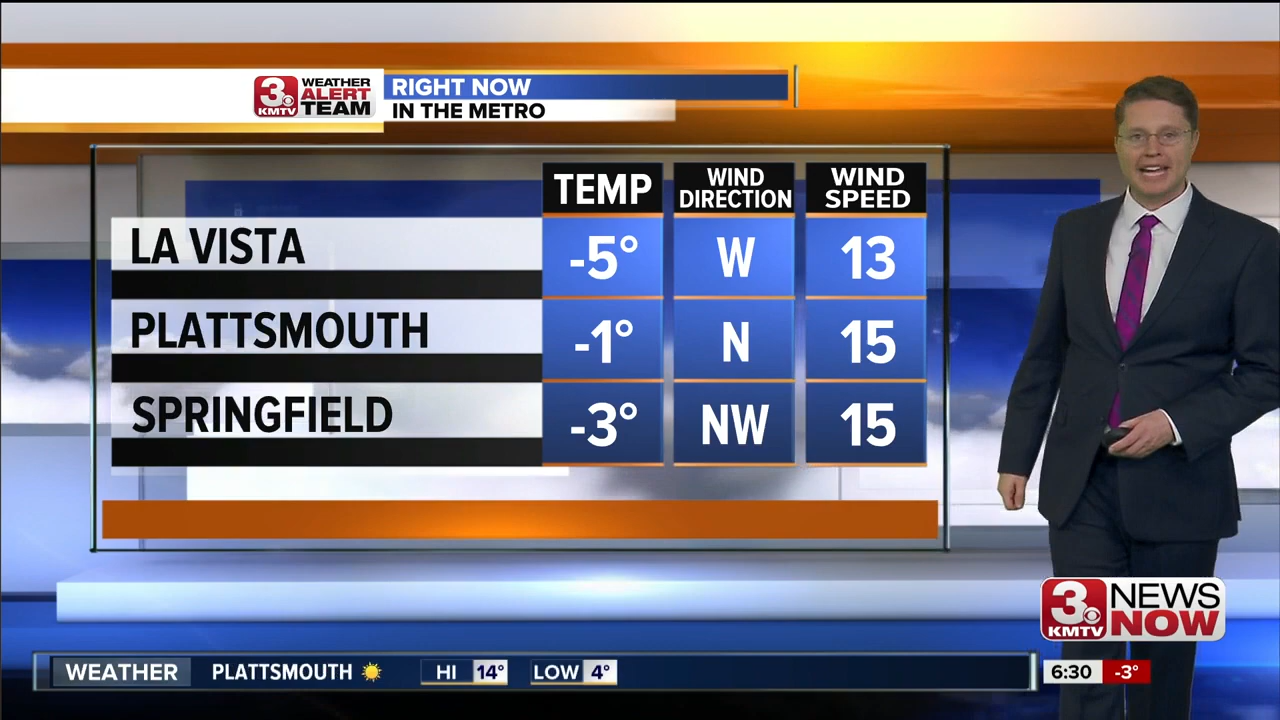 3 KMTV WEATHER ALERT TEAM
RIGHT NOW
IN THE METRO
TEMP WIND DIRECTION WIND SPEED
LA VISTA -5° W 13
PLATTSMOUTH -1° N 15
SPRINGFIELD -3° NW 15
3 KMTV NEWS NOW
WEATHER PLATTSMOUTH HI 14° LOW 4° 6:30 -3°